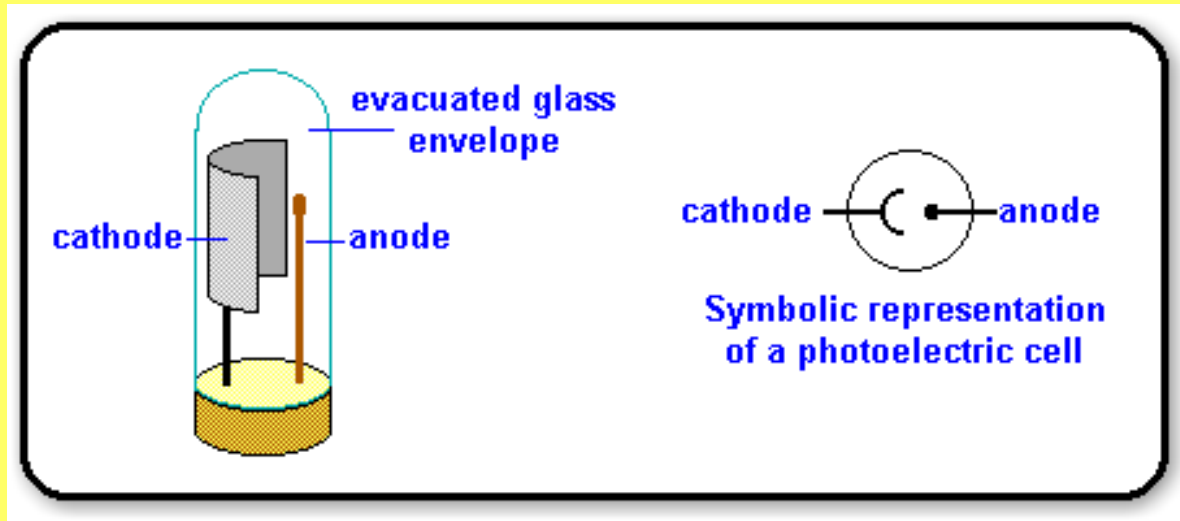 evacuated glass
envelope
cathode
anode
cathode
anode
Symbolic representation
of a photoelectric cell